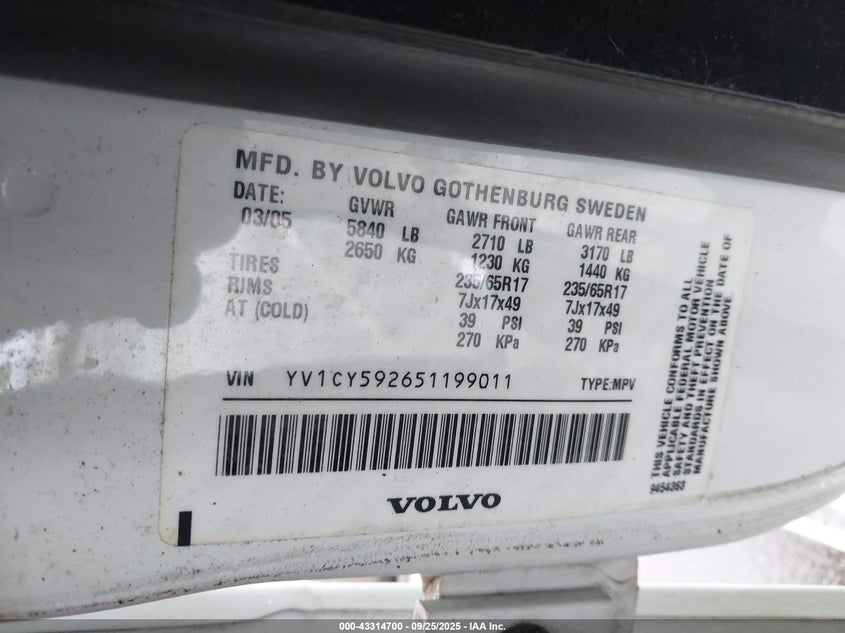 MFD. BY VOLVO GOTHENBURG SWEDEN
DATE: GVWR GAWR FRONT GAWR REAR
03/05 5840 LB 2710 LB 3170 LB
2650 KG 1230 KG 1440 KG
TIRES 235/65R17 235/65R17
RIMS 7Jx17x49 7Jx17x49
AT (COLD) 39 PSI 39 PSI
270 KPa 270 KPa
VIN YV1CY592651199011 TYPE:MPV
VOLVO
THIS VEHICLE CONFORMS TO ALL
APPLICABLE FEDERAL MOTOR VEHICLE
SAFETY AND THEFT PREVENTION
STANDARDS IN EFFECT ON THE DATE OF
MANUFACTURE SHOWN ABOVE
9454363
000-43314700 - 09/25/2025 - IAA Inc.